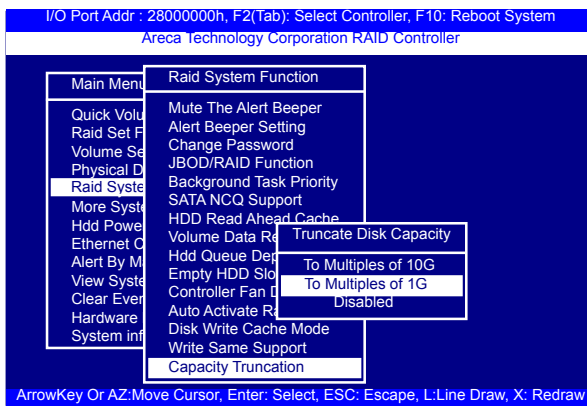 I/O Port Addr : 28000000h, F2(Tab): Select Controller, F10: Reboot System
Areca Technology Corporation RAID Controller
Main Menu
Quick Volu
Raid Set F
Volume Se
Physical D
Raid Syste
More Syste
Hdd Powe
Ethernet C
Alert By M
View Syste
Clear Ever
Hardware
System inf
Raid System Function
Mute The Alert Beeper
Alert Beeper Setting
Change Password
JBOD/RAID Function
Background Task Priority
SATA NCQ Support
HDD Read Ahead Cache
Volume Data Re
Hdd Queue Dep
Empty HDD Slo
Controller Fan D
Auto Activate Ra
Disk Write Cache Mode
Write Same Support
Capacity Truncation
Truncate Disk Capacity
To Multiples of 10G
To Multiples of 1G
Disabled
ArrowKey Or AZ:Move Cursor, Enter: Select, ESC: Escape, L:Line Draw, X: Redraw